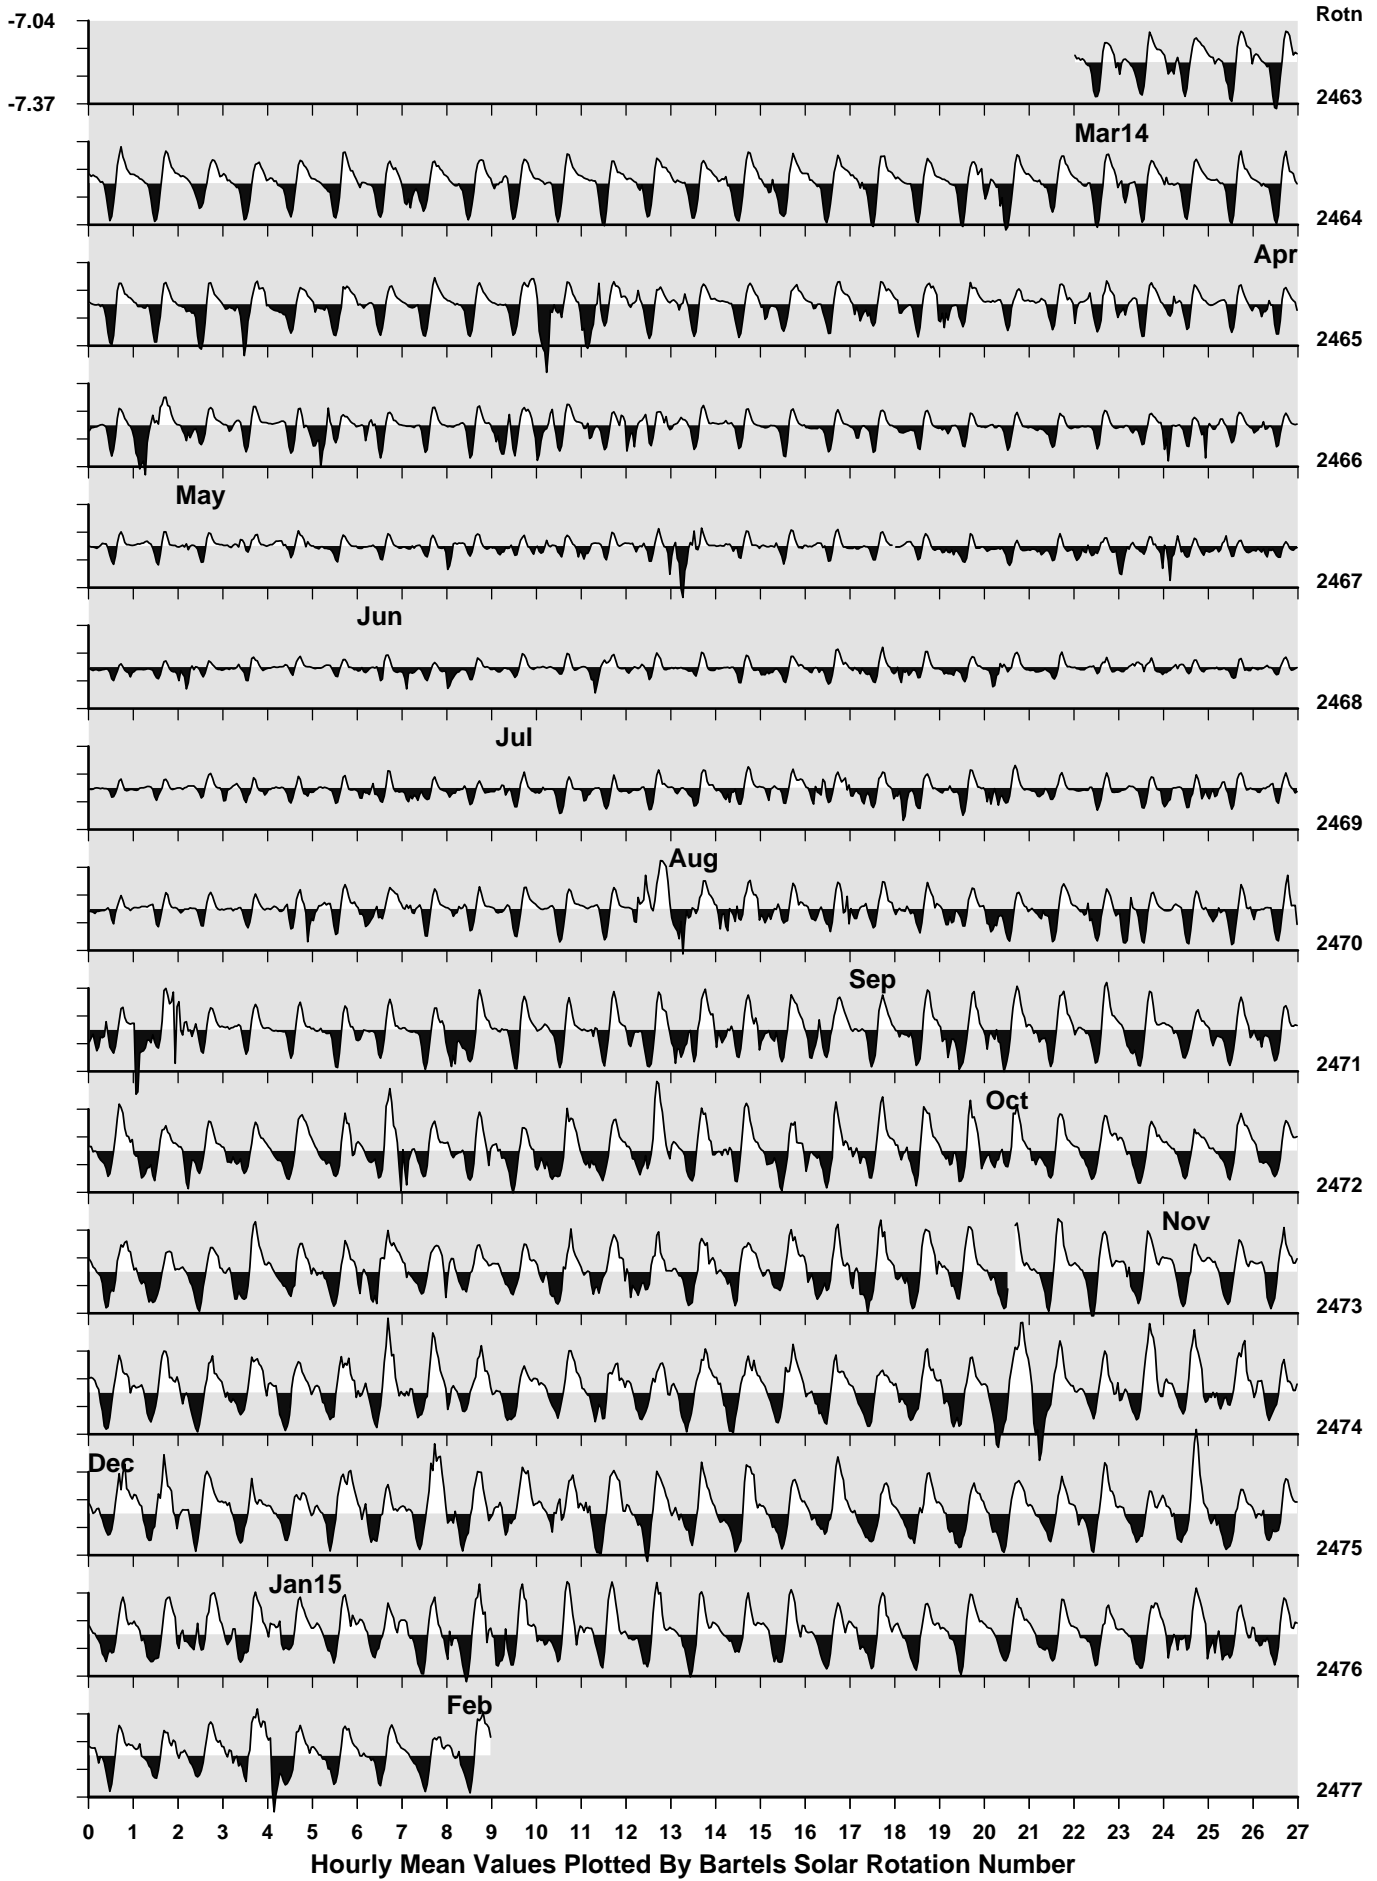 -7.04
Rotn
-7.37
2463
Mar14
2464
Apr
2465
2466
May
2467
Jun
2468
Jul
2469
Aug
2470
Sep
2471
Oct
2472
Nov
2473
2474
Dec
2475
Jan15
2476
Feb
2477
0 1 2 3 4 5 6 7 8 9 10 11 12 13 14 15 16 17 18 19 20 21 22 23 24 25 26 27
Hourly Mean Values Plotted By Bartels Solar Rotation Number